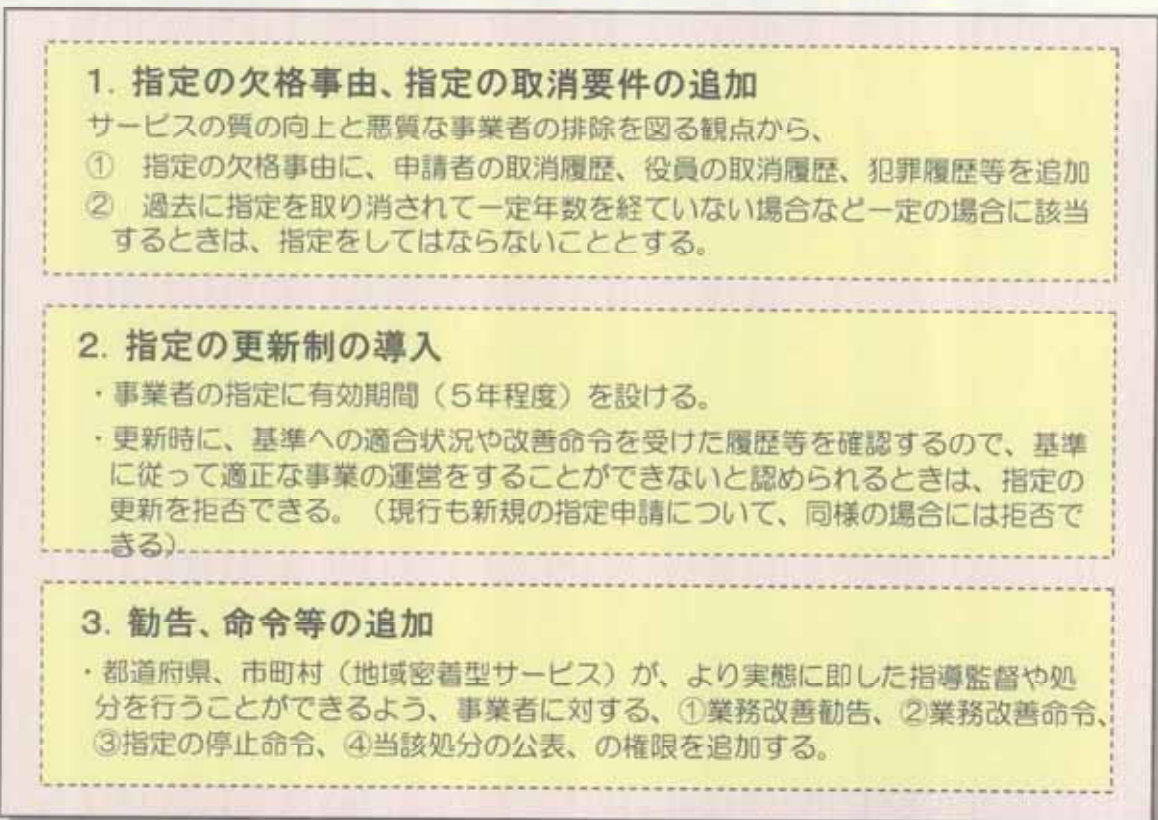 1. 指定の欠格事由、指定の取消要件の追加
サービスの質の向上と悪質な事業者の排除を図る観点から、
① 指定の欠格事由に、申請者の取消履歴、役員の取消履歴、犯罪履歴等を追加
② 過去に指定を取り消されて一定年数を経ていない場合など一定の場合に該当
するときは、指定をしてはならないこととする。
2. 指定の更新制の導入
・事業者の指定に有効期間（5年程度）を設ける。
・更新時に、基準への適合状況や改善命令を受けた履歴等を確認するので、基準
に従って適正な事業の運営をすることができないと認められるときは、指定の
更新を拒否できる。（現行も新規の指定申請について、同様の場合には拒否で
きる）
3. 勧告、命令等の追加
・都道府県、市町村（地域密着型サービス）が、より実態に即した指導監督や処
分を行うことができるよう、事業者に対する、①業務改善勧告、②業務改善命令、
③指定の停止命令、④当該処分の公表、の権限を追加する。